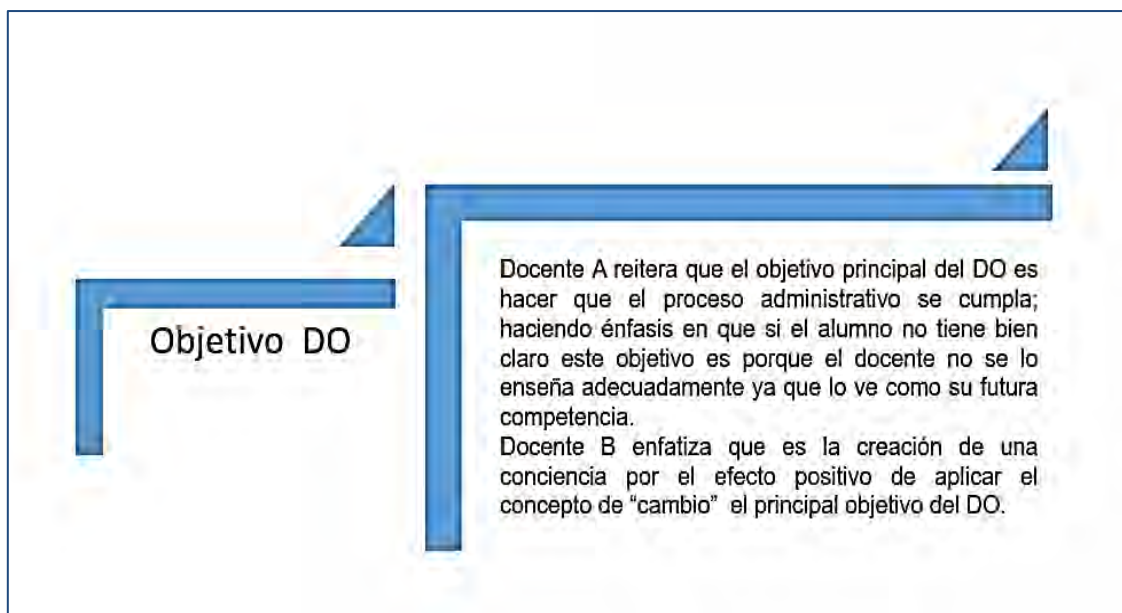 Objetivo DO
Docente A reitera que el objetivo principal del DO es
hacer que el proceso administrativo se cumpla;
haciendo énfasis en que si el alumno no tiene bien
claro este objetivo es porque el docente no se lo
enseña adecuadamente ya que lo ve como su futura
competencia.
Docente B enfatiza que es la creación de una
conciencia por el efecto positivo de aplicar el
concepto de “cambio” el principal objetivo del DO.